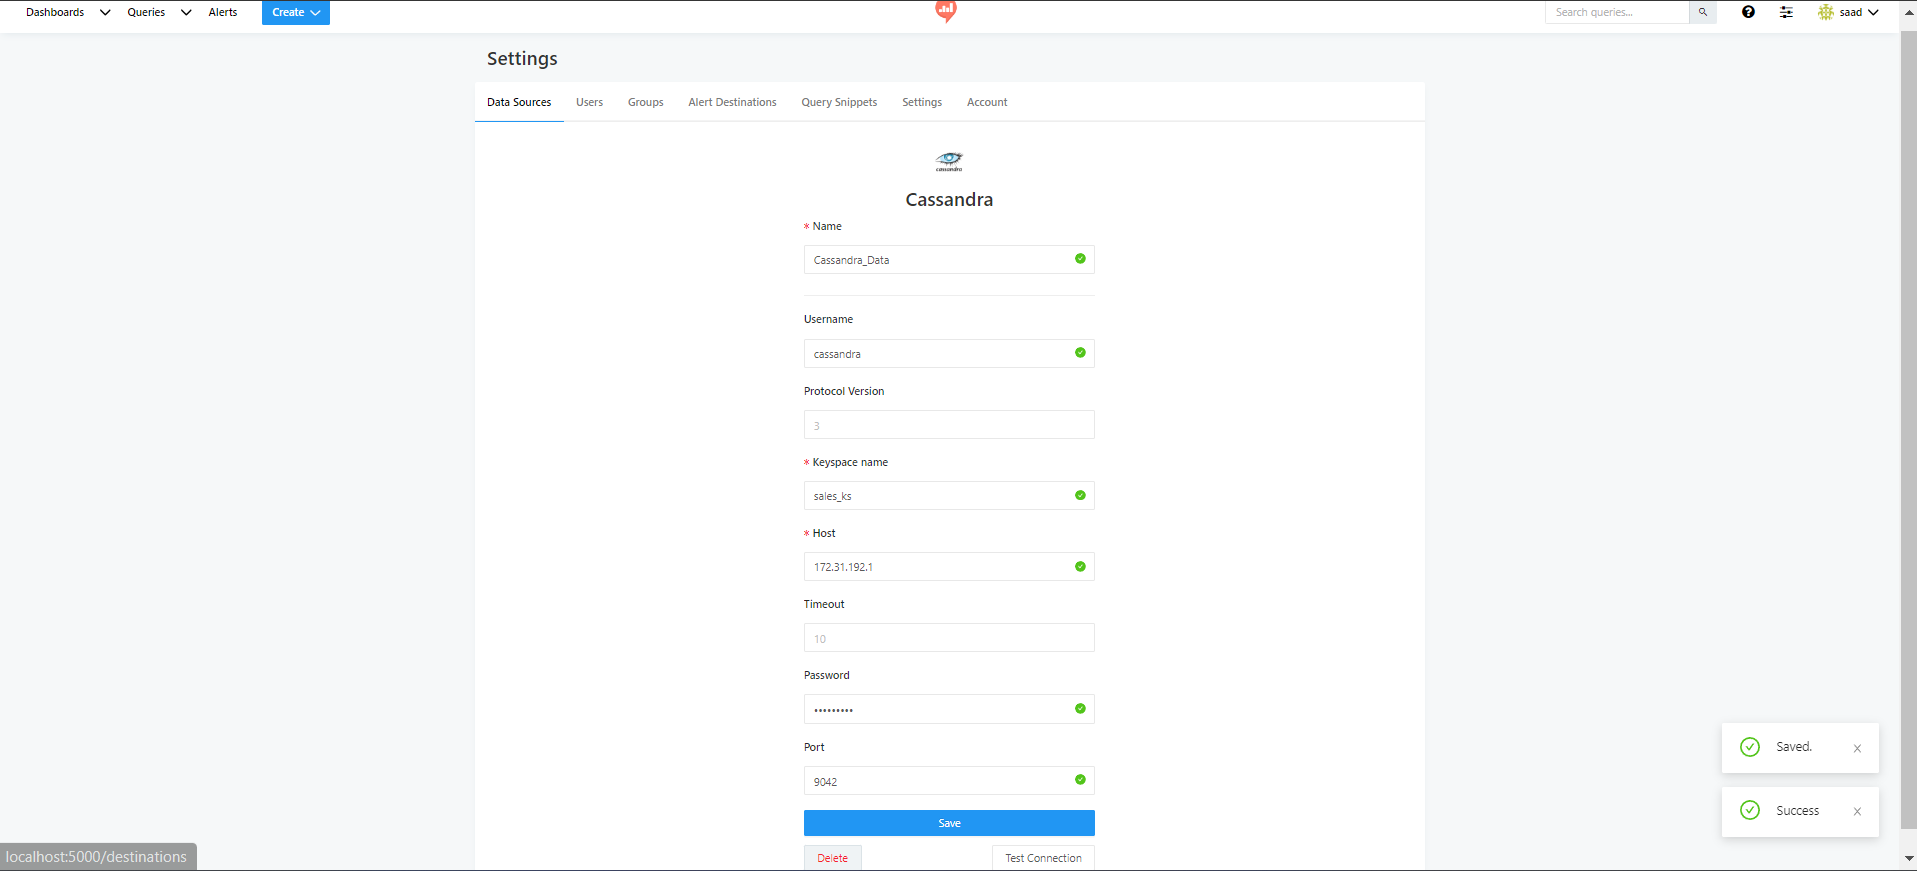 Dashboards Queries Alerts Create Search queries... saad
Settings
Data Sources Users Groups Alert Destinations Query Snippets Settings Account
cassandra
Cassandra
* Name
Cassandra_Data
Username
cassandra
Protocol Version
3
* Keyspace name
sales_ks
* Host
172.31.192.1
Timeout
10
Password
•••••••••
Port
9042
Save
Delete Test Connection
Saved.
Success
localhost:5000/destinations